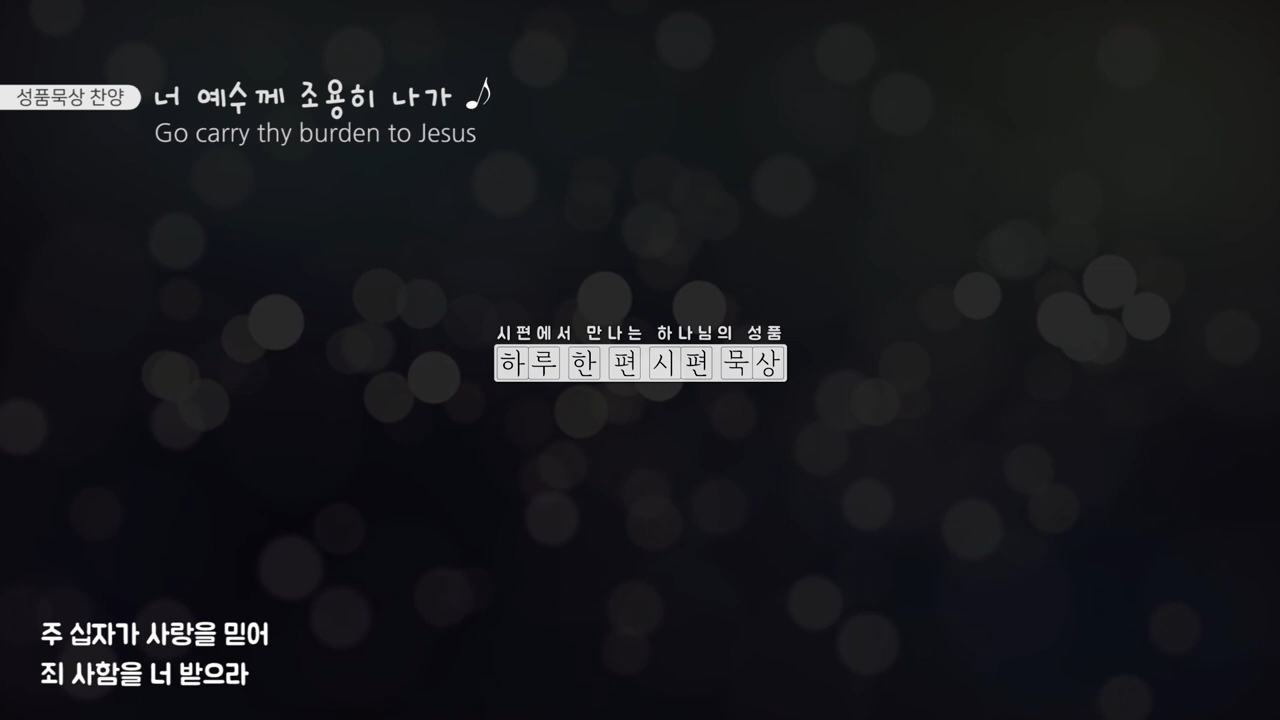 성품묵상 찬양
너 예수께 조용히 나가
Go carry thy burden to Jesus
시편에서 만나는 하나님의 성품
하루 한 편 시편 묵상
주 십자가 사랑을 믿어
죄 사함을 너 받으라